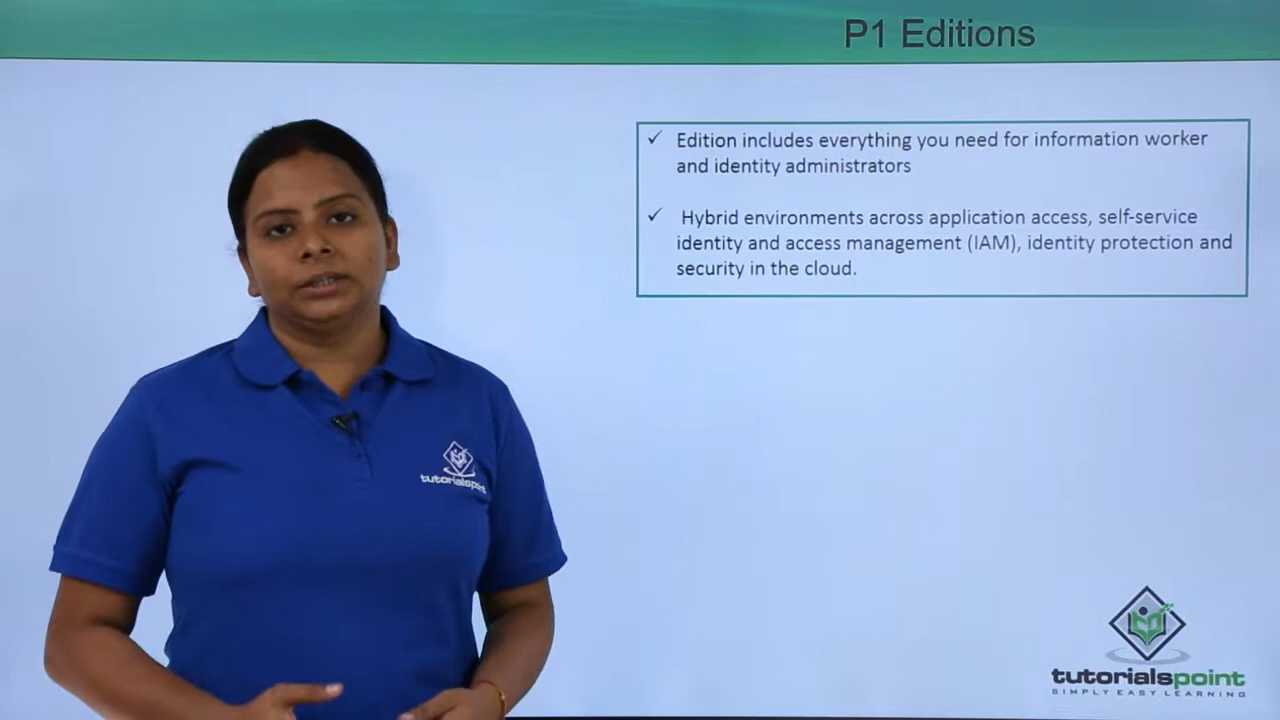 P1 Editions
✓ Edition includes everything you need for information worker
and identity administrators
✓ Hybrid environments across application access, self-service
identity and access management (IAM), identity protection and
security in the cloud.
tutorialspoint
tutorialspoint
SIMPLY EASY LEARNING